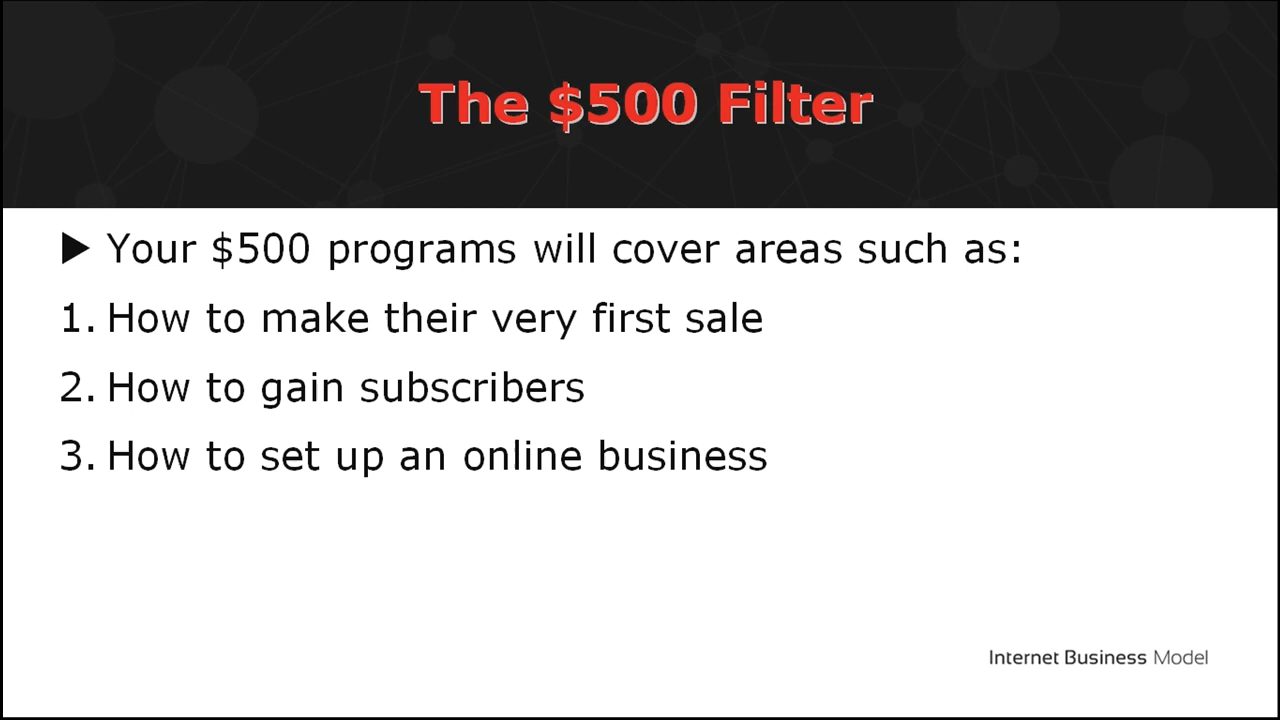 The $500 Filter
▶ Your $500 programs will cover areas such as:
1. How to make their very first sale
2. How to gain subscribers
3. How to set up an online business
Internet Business Model